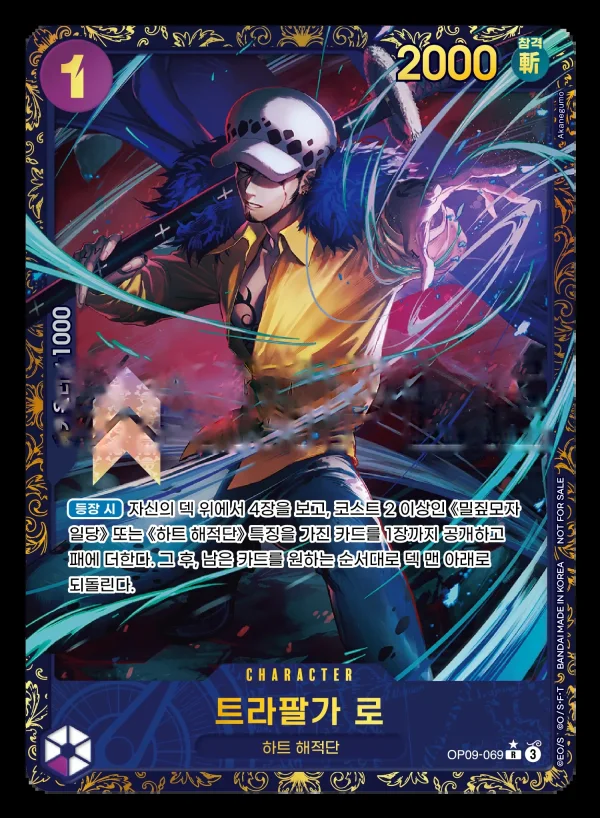 1
2000
참격
斬
Akanegumo
1000
등장 시 자신의 덱 위에서 4장을 보고, 코스트 2 이상인 《밀짚모자
일당》 또는 《하트 해적단》 특징을 가진 카드를 1장까지 공개하고
패에 더한다. 그 후, 남은 카드를 원하는 순서대로 덱 맨 아래로
되돌린다.
CHARACTER
트라팔가 로
하트 해적단
OP09-069 R 3
©EO/S ©O/S·F·T BANDAI MADE IN KOREA NOT FOR SALE